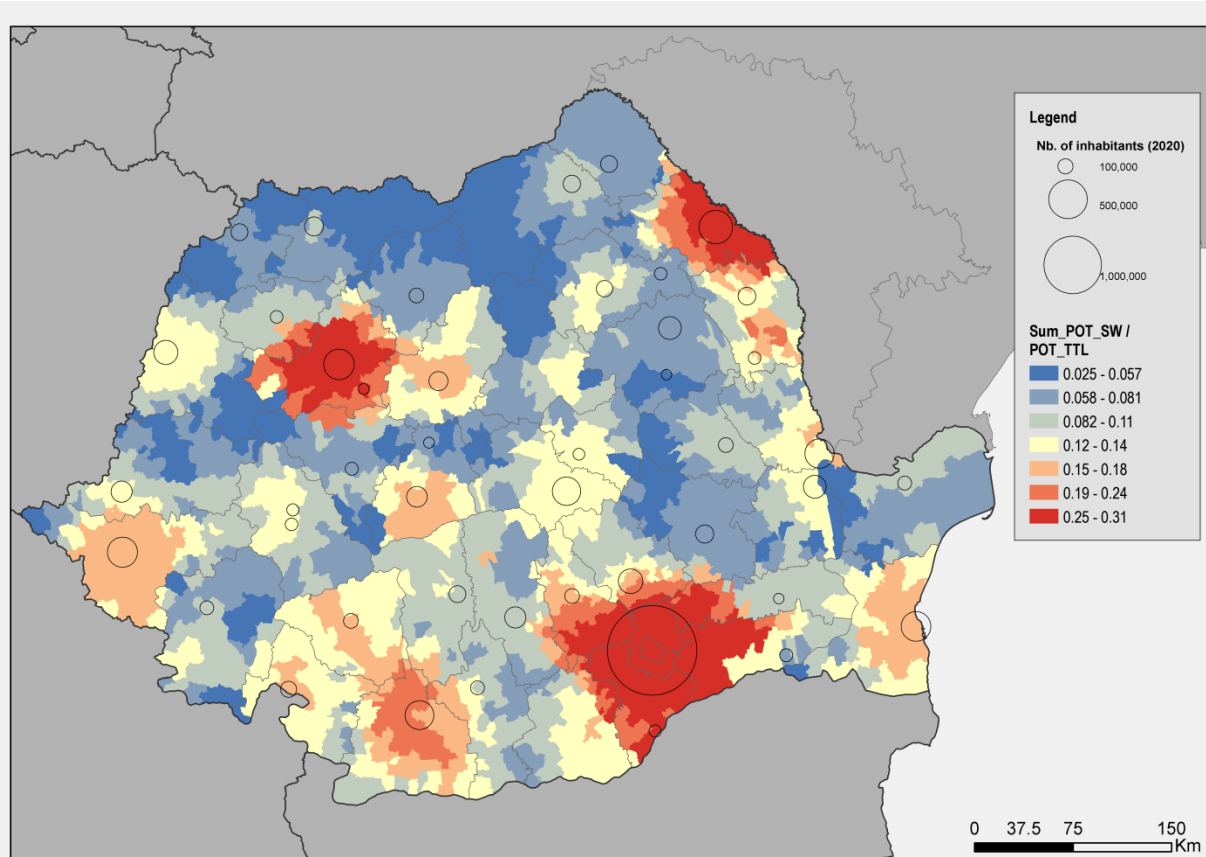 Legend
Nb. of inhabitants (2020)
100,000
500,000
1,000,000
Sum_POT_SW /
POT_TTL
0.025 - 0.057
0.058 - 0.081
0.082 - 0.11
0.12 - 0.14
0.15 - 0.18
0.19 - 0.24
0.25 - 0.31
0 37.5 75 150
Km